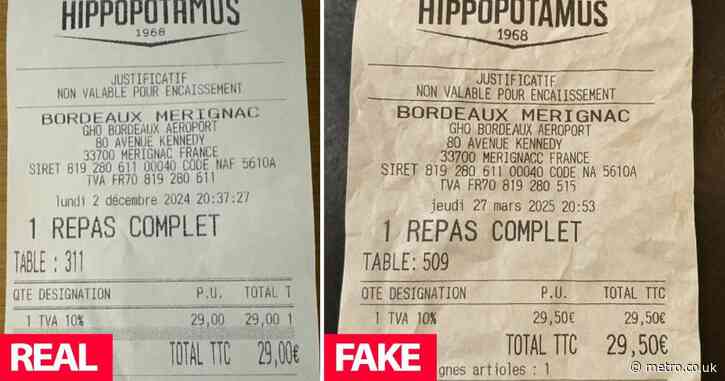 HIPPOPOTAMUS
1968
JUSTIFICATIF
NON VALABLE POUR ENCAISSEMENT
BORDEAUX MERIGNAC
GHO BORDEAUX AEROPORT
80 AVENUE KENNEDY
33700 MERIGNAC FRANCE
SIRET 819 280 611 00040 CODE NAF 5610A
TVA FR70 819 280 611
lundi 2 décembre 2024 20:37:27
1 REPAS COMPLET
TABLE : 311
QTE DESIGNATION P.U. TOTAL T
1 TVA 10% 29,00 29,00 1
TOTAL TTC 29,00€
REAL
HIPPOPOTAMUS
1968
JUSTIFICATIF
NON VALABLE POUR ENCAIISSEMENT
BORDEAUX MERIGNAC
GHO BORDEAUX AEROPORT
80 AVENUE KENNEDY
33700 MERIGNACC FRANCE
SIRET 819 280 611 00040 CODE NA 5610A
TVA FR70 819 280 515
jeudi 27 mars 2025 20:53
1 REPAS COMPLET
TABLE: 509
QTE DESIGNATION P.U. TOTAL TTC
1 TVA 10% 29,50€ 29,50€
TOTAL TTC 29,50€
gnes artioles : 1
FAKE
metro.co.uk